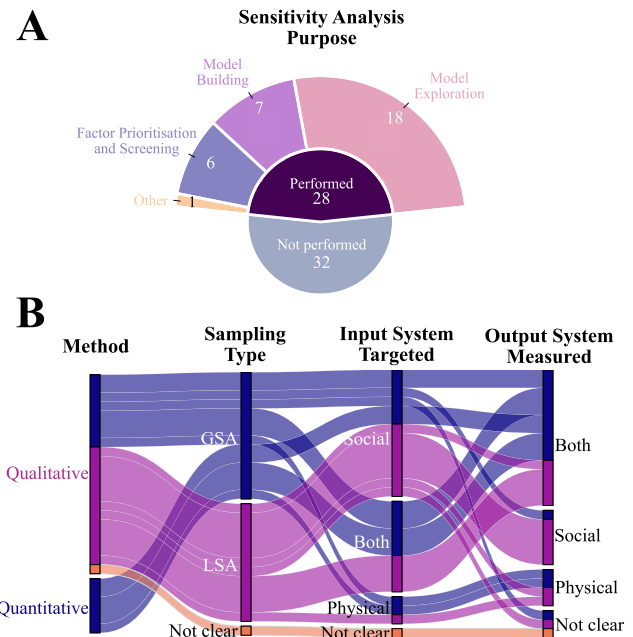 A
Sensitivity Analysis
Purpose
Model
Building
7
Model
Exploration
18
Factor Prioritisation
and Screening
6
Other
1
Performed
28
Not performed
32
B
Method
Sampling
Type
Input System
Targeted
Output System
Measured
GSA
Social
Both
Qualitative
LSA
Both
Social
Quantitative
Physical
Physical
Not clear
Not clear
Not clear